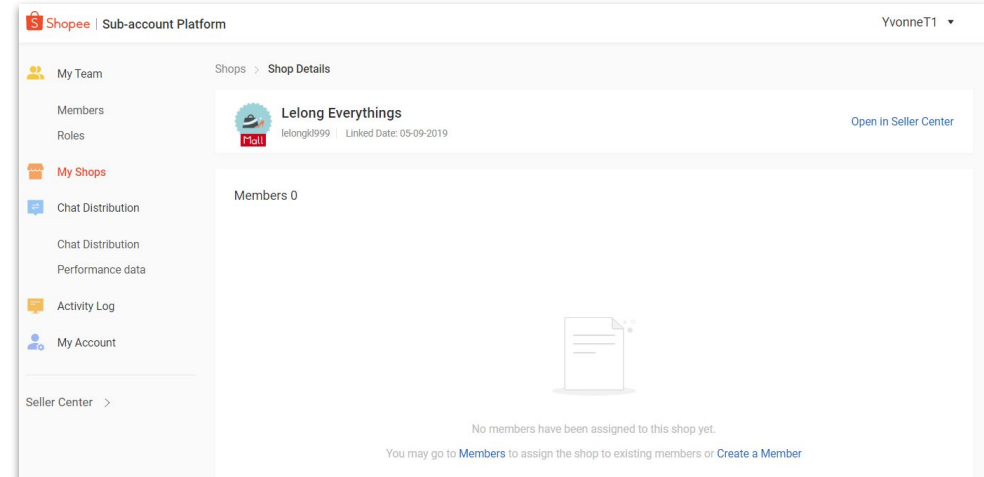 Shopee | Sub-account Platform
YvonneT1
My Team
Members
Roles
My Shops
Chat Distribution
Chat Distribution
Performance data
Activity Log
My Account
Seller Center >
Shops > Shop Details
Mall
Lelong Everythings
lelongkl999 | Linked Date: 05-09-2019
Open in Seller Center
Members 0
No members have been assigned to this shop yet.
You may go to Members to assign the shop to existing members or Create a Member